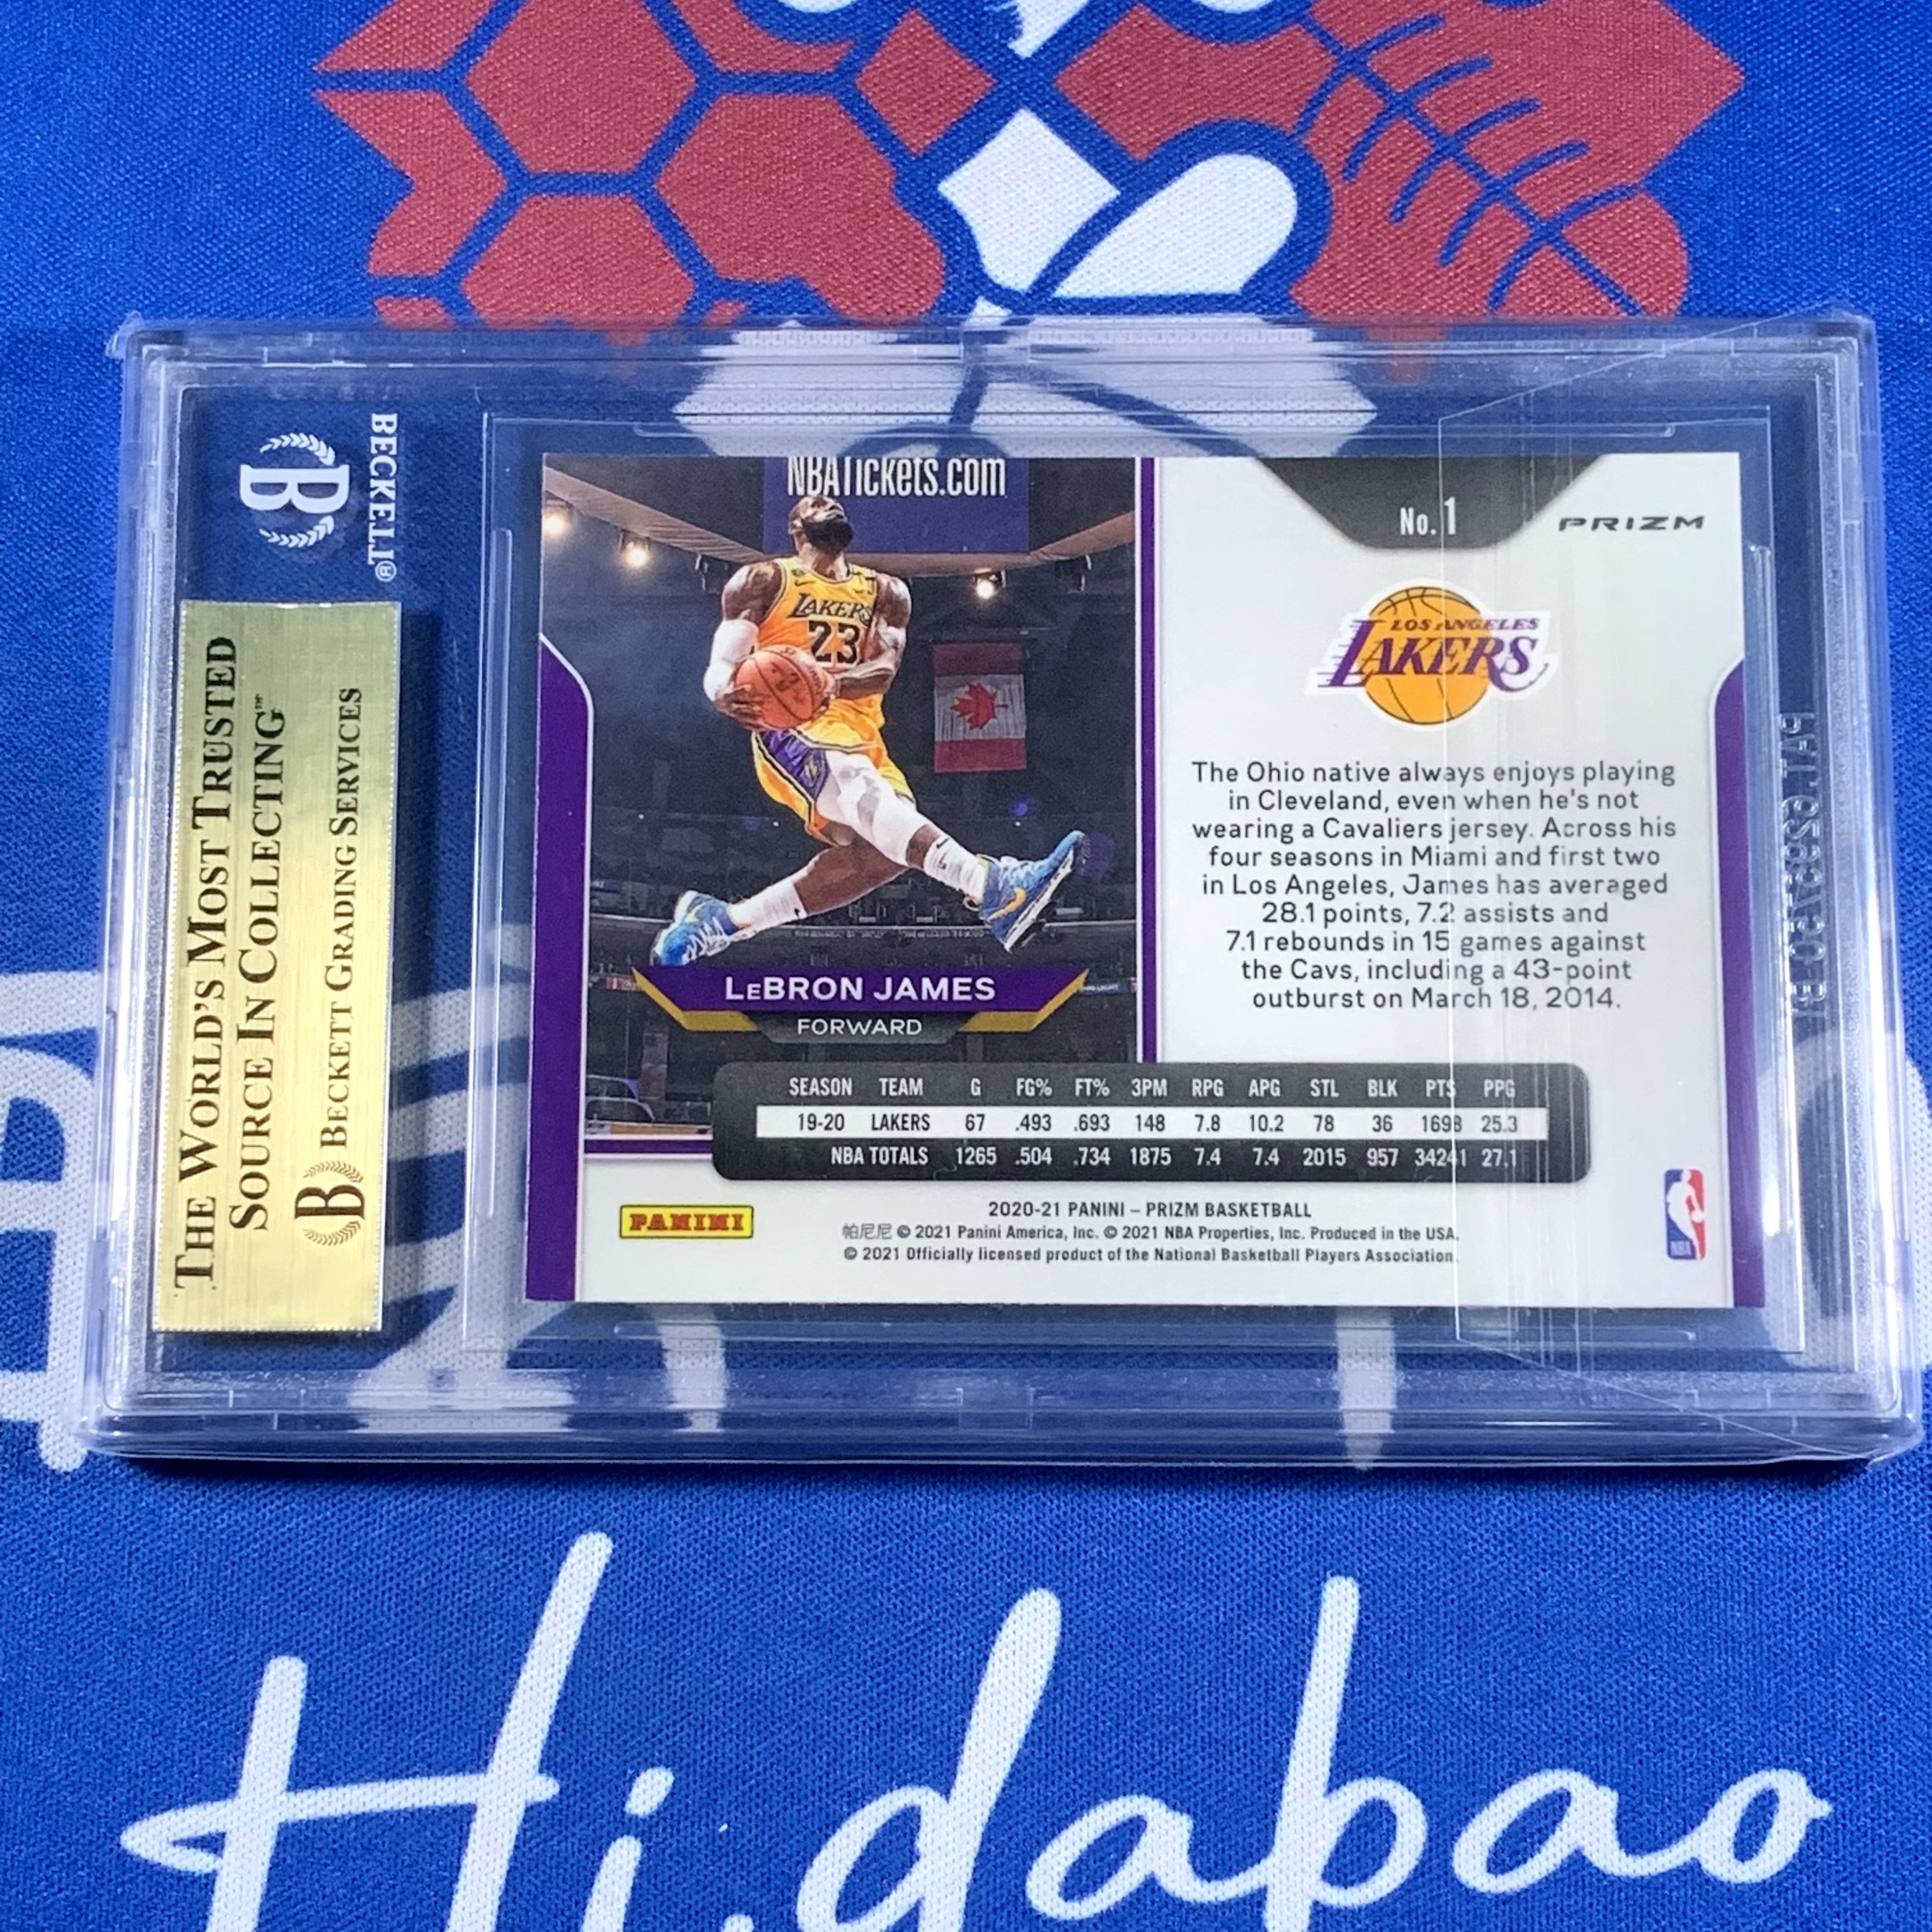 BECKETT®
B
THE WORLD'S MOST TRUSTED
SOURCE IN COLLECTING™
B BECKETT GRADING SERVICES
NBATickets.com
LAKERS
23
LeBRON JAMES
FORWARD
No. 1
PRIZM
LOS ANGELES
LAKERS
The Ohio native always enjoys playing
in Cleveland, even when he's not
wearing a Cavaliers jersey. Across his
four seasons in Miami and first two
in Los Angeles, James has averaged
28.1 points, 7.2 assists and
7.1 rebounds in 15 games against
the Cavs, including a 43-point
outburst on March 18, 2014.
SEASON TEAM G FG% FT% 3PM RPG APG STL BLK PTS PPG
19-20 LAKERS 67 .493 .693 148 7.8 10.2 78 36 1698 25.3
NBA TOTALS 1265 .504 .734 1875 7.4 7.4 2015 957 34241 27.1
PANINI
2020-21 PANINI – PRIZM BASKETBALL
帕尼尼 © 2021 Panini America, Inc. © 2021 NBA Properties, Inc. Produced in the USA.
© 2021 Officially licensed product of the National Basketball Players Association.
NBA
Hi,dabao